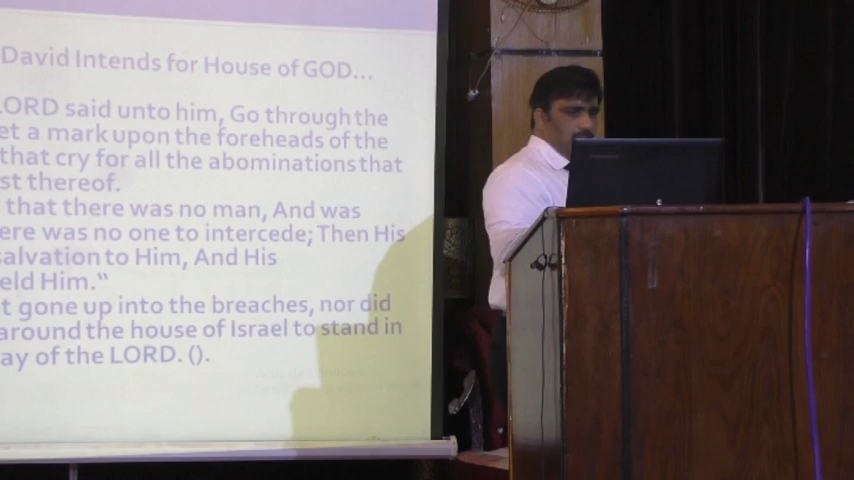 David Intends for House of GOD...
LORD said unto him, Go through the
et a mark upon the foreheads of the
that cry for all the abominations that
st thereof.
that there was no man, And was
ere was no one to intercede; Then His
salvation to Him, And His
eld Him."
t gone up into the breaches, nor did
around the house of Israel to stand in
ay of the LORD. ().